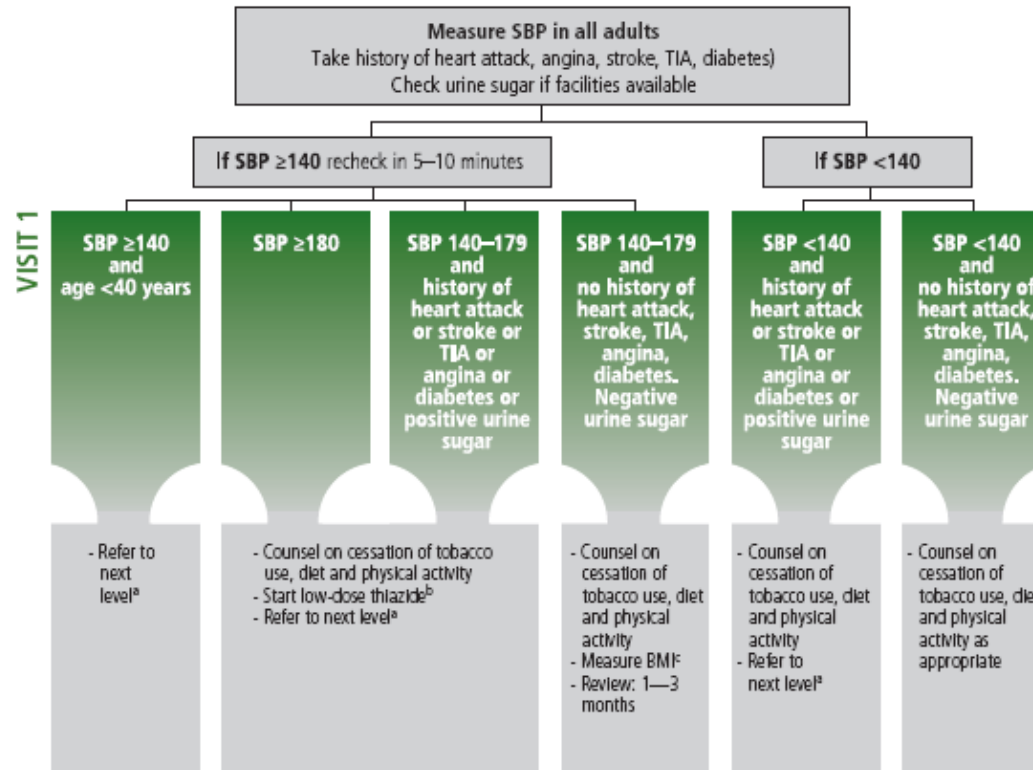 Measure SBP in all adults
Take history of heart attack, angina, stroke, TIA, diabetes)
Check urine sugar if facilities available
If SBP ≥140 recheck in 5–10 minutes
If SBP <140
VISIT 1
SBP ≥140
and
age <40 years
SBP ≥180
SBP 140–179
and
history of
heart attack
or stroke or
TIA or
angina or
diabetes or
positive urine
sugar
SBP 140–179
and
no history of
heart attack,
stroke, TIA,
angina,
diabetes.
Negative
urine sugar
SBP <140
and
history of
heart attack
or stroke or
TIA or
angina or
diabetes or
positive urine
sugar
SBP <140
and
no history of
heart attack,
stroke, TIA,
angina,
diabetes.
Negative
urine sugar
- Refer to
next
levelᵃ
- Counsel on cessation of tobacco
use, diet and physical activity
- Start low-dose thiazideᵇ
- Refer to next levelᵃ
- Counsel on
cessation of
tobacco use, diet
and physical
activity
- Measure BMIᶜ
- Review: 1—3
months
- Counsel on
cessation of
tobacco use, diet
and physical
activity
- Refer to
next levelᵃ
- Counsel on
cessation of
tobacco use, die
and physical
activity as
appropriate